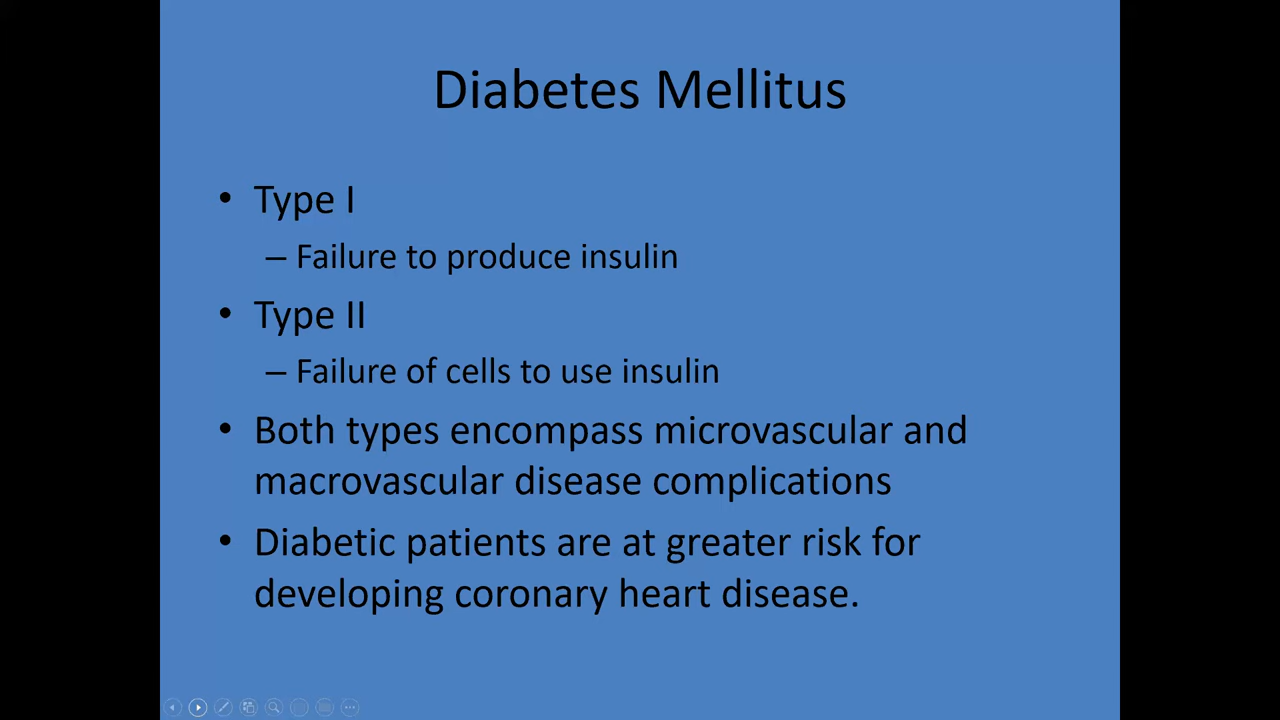 Diabetes Mellitus
• Type I
– Failure to produce insulin
• Type II
– Failure of cells to use insulin
• Both types encompass microvascular and
macrovascular disease complications
• Diabetic patients are at greater risk for
developing coronary heart disease.